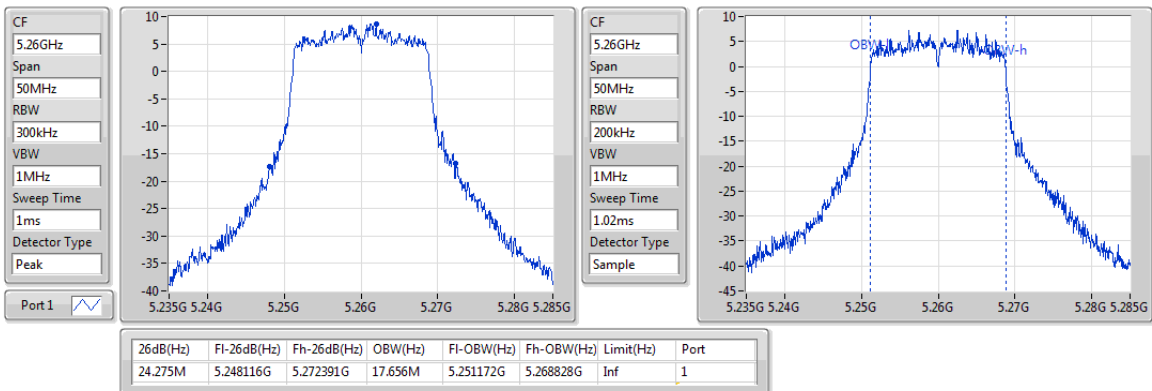 CF
5.26GHz
Span
50MHz
RBW
300kHz
VBW
1MHz
Sweep Time
1ms
Detector Type
Peak
Port 1
10
5
0
-5
-10
-15
-20
-25
-30
-35
-40
5.235G 5.24G 5.25G 5.26G 5.27G 5.28G 5.285G
CF
5.26GHz
Span
50MHz
RBW
200kHz
VBW
1MHz
Sweep Time
1.02ms
Detector Type
Sample
10
5
0
-5
-10
-15
-20
-25
-30
-35
-40
-45
5.235G 5.24G 5.25G 5.26G 5.27G 5.28G 5.285G
26dB(Hz) Fl-26dB(Hz) Fh-26dB(Hz) OBW(Hz) Fl-OBW(Hz) Fh-OBW(Hz) Limit(Hz) Port
24.275M 5.248116G 5.272391G 17.656M 5.251172G 5.268828G Inf 1